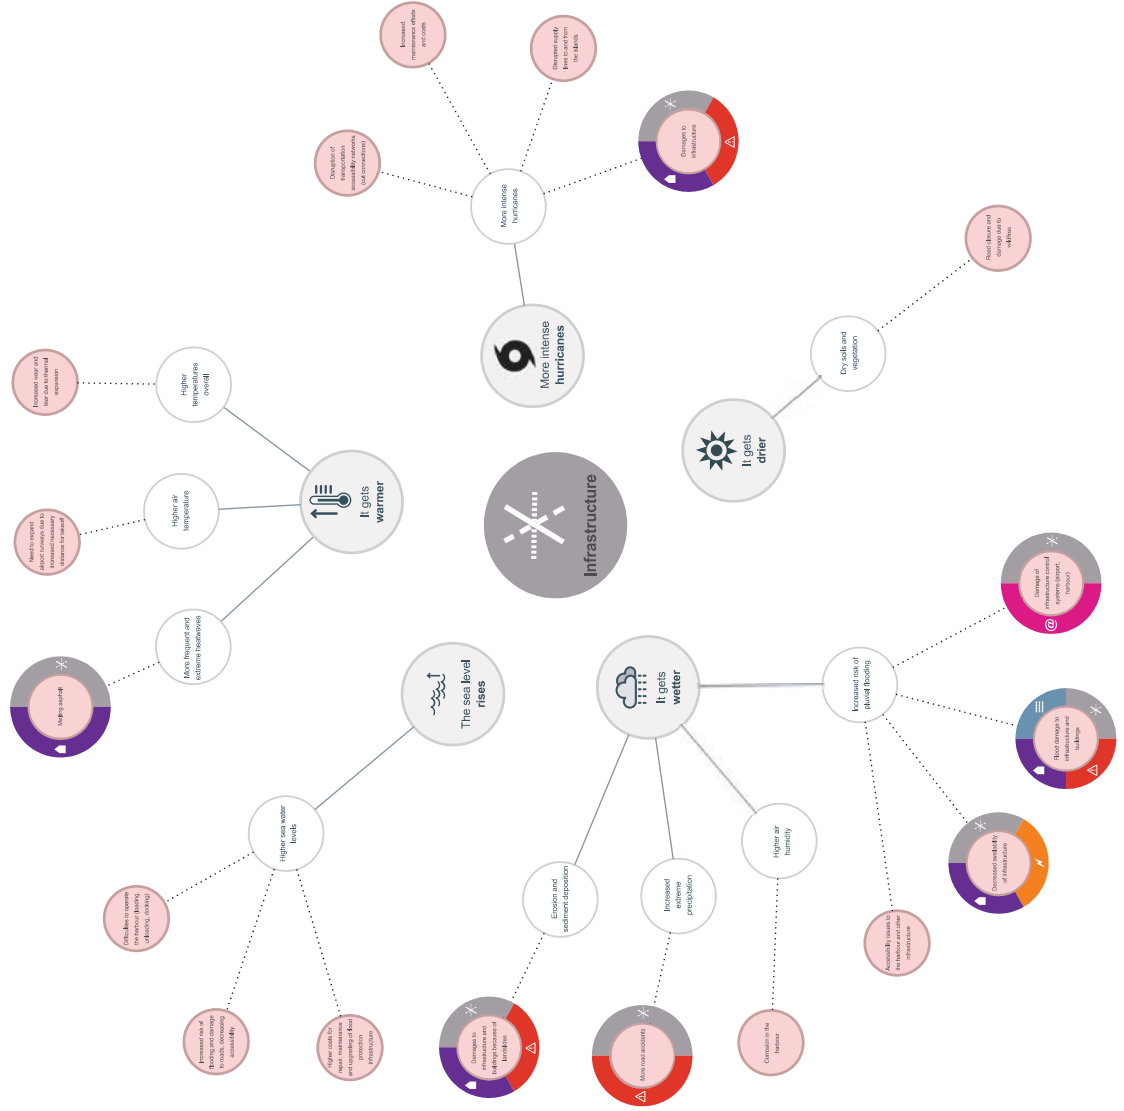 Infrastructure
More intense
hurricanes
More intense
hurricanes
Disruption of
transportation
accessibility networks
(cut connections)
Increased
maintenance efforts
and costs
Disrupted supply
lines to and from
the islands
Damages to
infrastructure
It gets
drier
Dry soils and
vegetation
Road closure and
damage due to
wildfires
It gets
warmer
Higher
temperatures
overall
Increased wear and
tear due to thermal
expansion
Higher air
temperature
Need to expand
airport runways due to
increased necessary
distance for takeoff
More frequent and
extreme heatwaves
Melting asphalt
The sea level
rises
Higher sea water
levels
Difficulties to operate
the harbour (loading,
unloading, docking)
Increased risk of
flooding and damage
to roads, decreasing
accessibility
Higher costs for
repair, maintenance
and upgrading of flood
protection
infrastructure
It gets
wetter
Erosion and
sediment deposition
Damages to
infrastructure and
buildings because of
landslides
Increased
extreme
precipitation
More road accidents
Higher air
humidity
Corrosion in the
harbour
Increased risk of
pluvial flooding
Accessibility issues to
the harbour and other
infrastructure
Decreased availability
of infrastructure
@
Flood damage to
infrastructure and
buildings
Damage of
infrastructure control
systems (airport,
harbour)